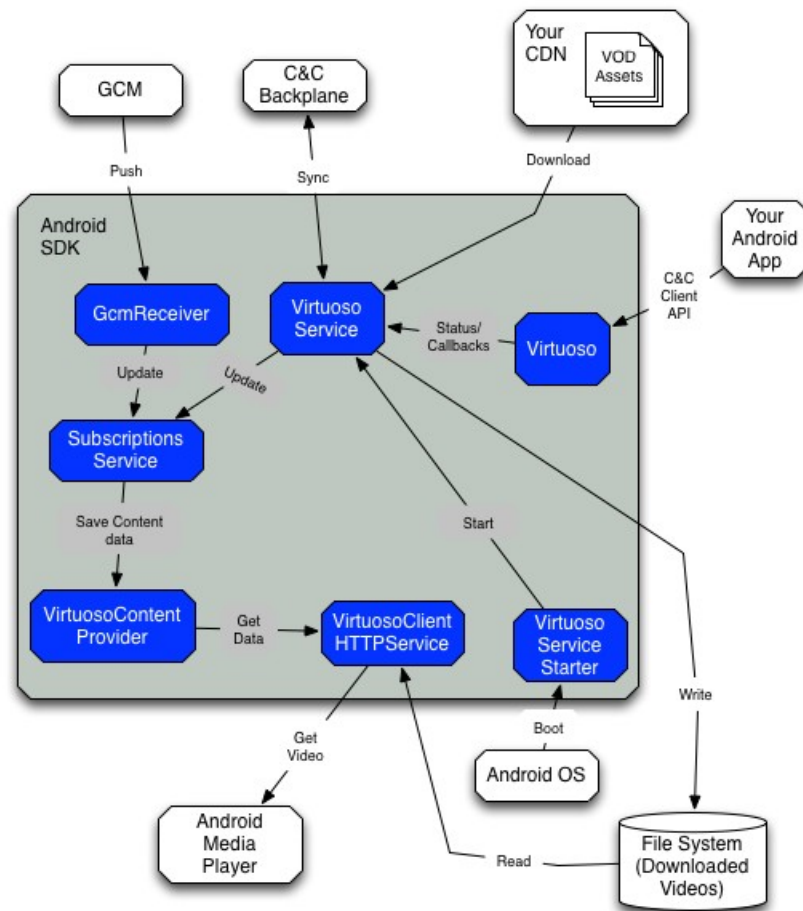 Your
CDN
VOD
Assets
GCM
C&C
Backplane
Push
Sync
Download
Android
SDK
Your
Android
App
C&C
Client
API
GcmReceiver
Virtuoso
Service
Status/
Callbacks
Virtuoso
Update
Update
Subscriptions
Service
Save Content
data
Start
VirtuosoContent
Provider
Get
Data
VirtuosoClient
HTTPService
Virtuoso
Service
Starter
Write
Get
Video
Boot
Android OS
Android
Media
Player
Read
File System
(Downloaded
Videos)